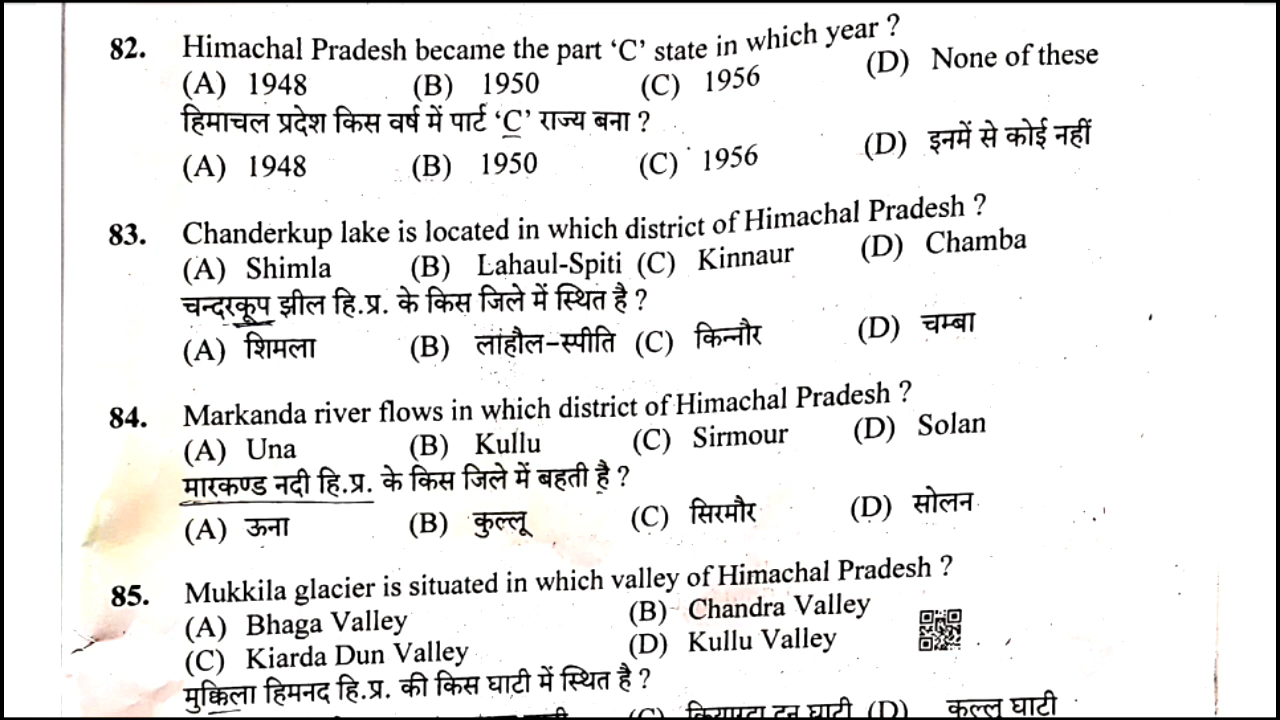 82. Himachal Pradesh became the part ‘C’ state in which year ?
(A) 1948 (B) 1950 (C) 1956 (D) None of these
हिमाचल प्रदेश किस वर्ष में पार्ट ‘C’ राज्य बना ?
(A) 1948 (B) 1950 (C) 1956 (D) इनमें से कोई नहीं
83. Chanderkup lake is located in which district of Himachal Pradesh ?
(A) Shimla (B) Lahaul-Spiti (C) Kinnaur (D) Chamba
चन्दरकूप झील हि.प्र. के किस जिले में स्थित है ?
(A) शिमला (B) लांहौल-स्पीति (C) किन्नौर (D) चम्बा
84. Markanda river flows in which district of Himachal Pradesh ?
(A) Una (B) Kullu (C) Sirmour (D) Solan
मारकण्ड नदी हि.प्र. के किस जिले में बहती है ?
(A) ऊना (B) कुल्लू (C) सिरमौर (D) सोलन
85. Mukkila glacier is situated in which valley of Himachal Pradesh ?
(A) Bhaga Valley (B) Chandra Valley
(C) Kiarda Dun Valley (D) Kullu Valley
मुक्किला हिमनद हि.प्र. की किस घाटी में स्थित है ?
(C) घाटी (D) कुल्लू घाटी